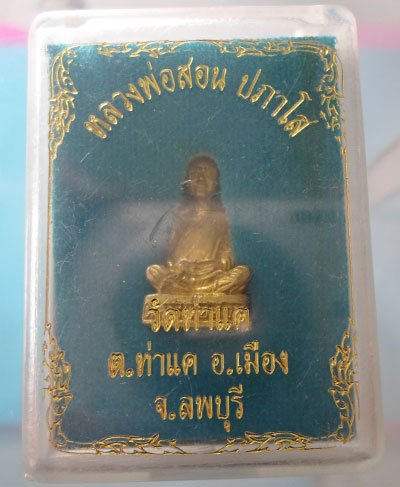 หลวงพ่อสอน ปภาโส
วัดท่าแค
ต.ท่าแค อ.เมือง
จ.ลพบุรี